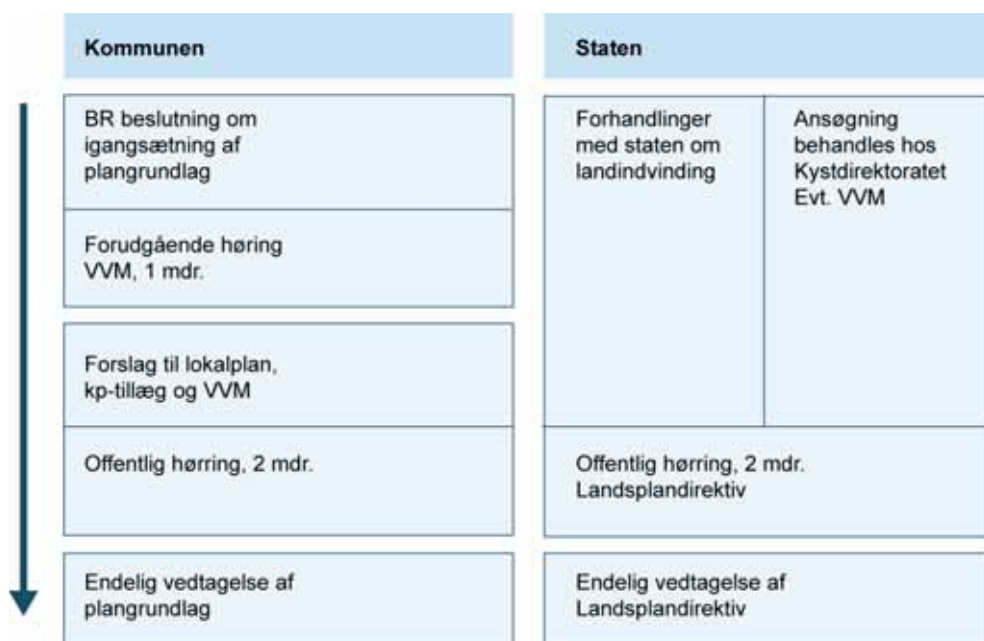 Kommunen
BR beslutning om
igangsætning af
plangrundlag
Forudgående høring
VVM, 1 mdr.
Forslag til lokalplan,
kp-tillæg og VVM
Offentlig hørring, 2 mdr.
Endelig vedtagelse af
plangrundlag
Staten
Forhandlinger
med staten om
landindvinding
Ansøgning
behandles hos
Kystdirektoratet
Evt. VVM
Offentlig hørring, 2 mdr.
Landsplandirektiv
Endelig vedtagelse af
Landsplandirektiv